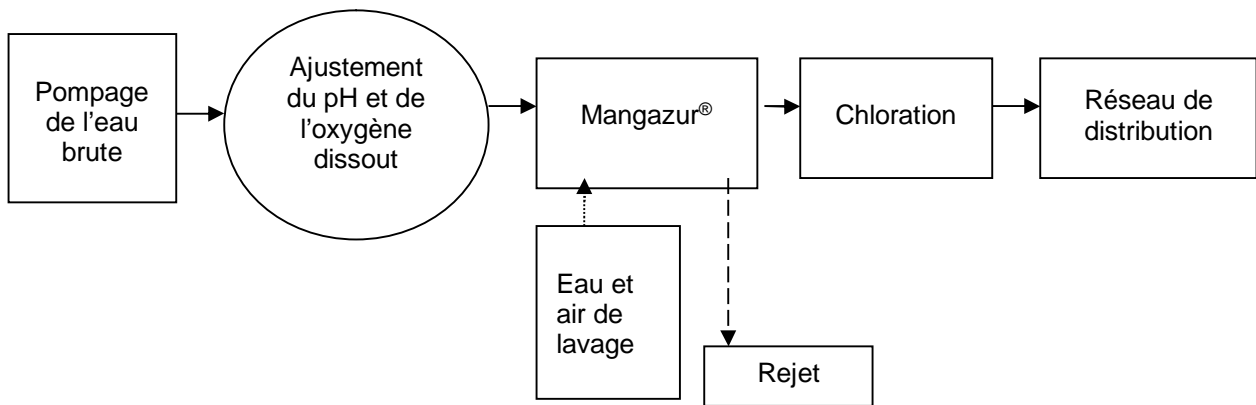 Pompage
de l'eau
brute
Ajustement
du pH et de
l'oxygène
dissout
Mangazur®
Chloration
Réseau de
distribution
Eau et
air de
lavage
Rejet